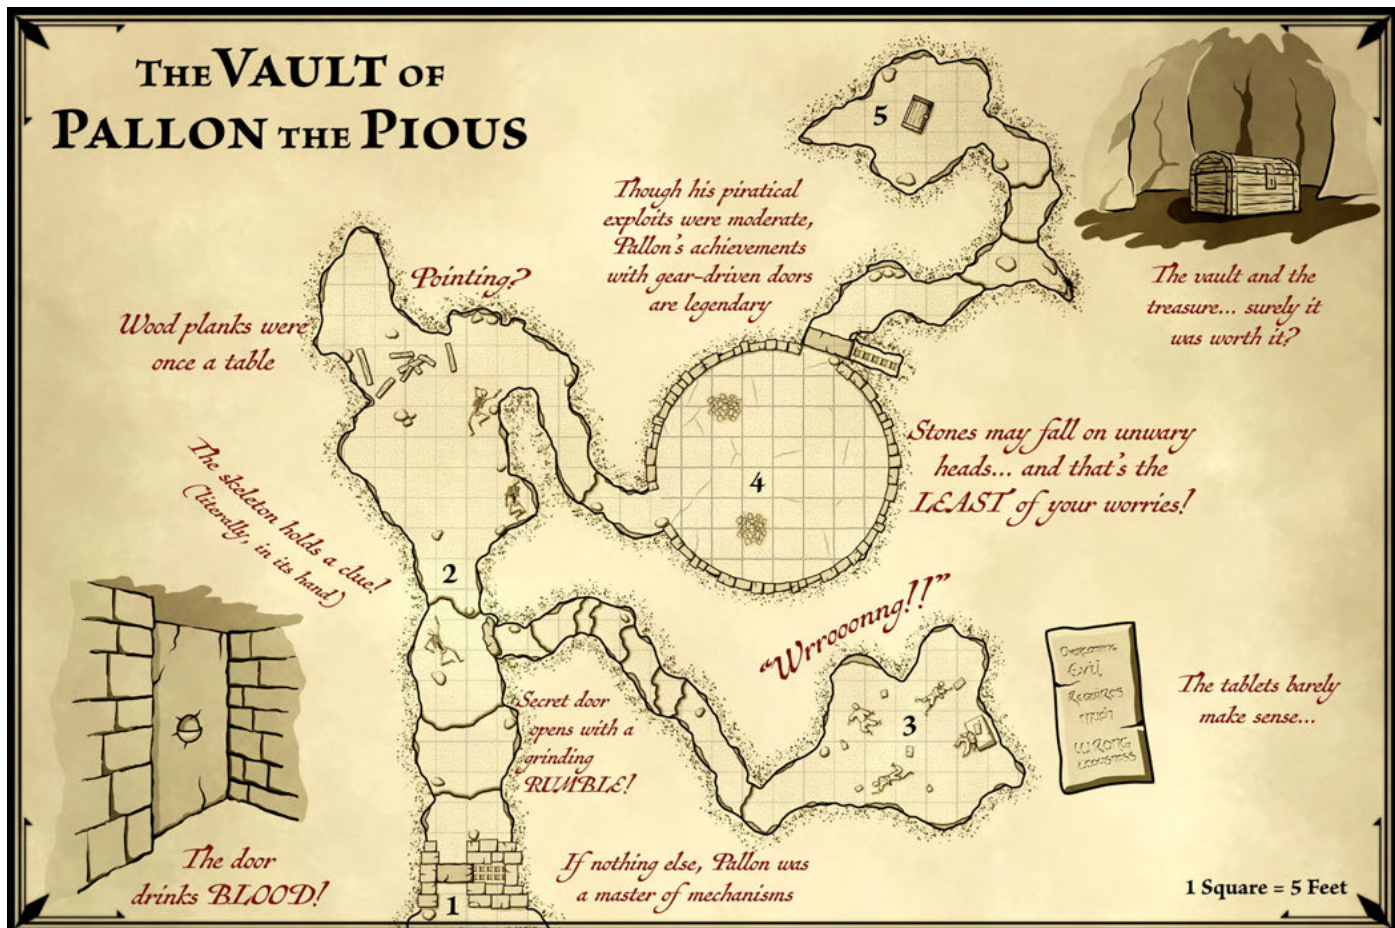 THE VAULT OF
PALLON THE PIOUS
5
Though his piratical
exploits were moderate,
Pallon's achievements
with gear-driven doors
are legendary
Pointing?
The vault and the
treasure... surely it
was worth it?
Wood planks were
once a table
Stones may fall on unwary
heads... and that's the
LEAST of your worries!
4
The skeleton holds a clue!
(literally, in its hand)
2
"Wrrooonng!!"
3
Overcoming
Evil
Requires
much
WRONG
The tablets barely
make sense...
Secret door
opens with a
grinding
RUMBLE!
The door
drinks BLOOD!
If nothing else, Pallon was
a master of mechanisms
1
1 Square = 5 Feet